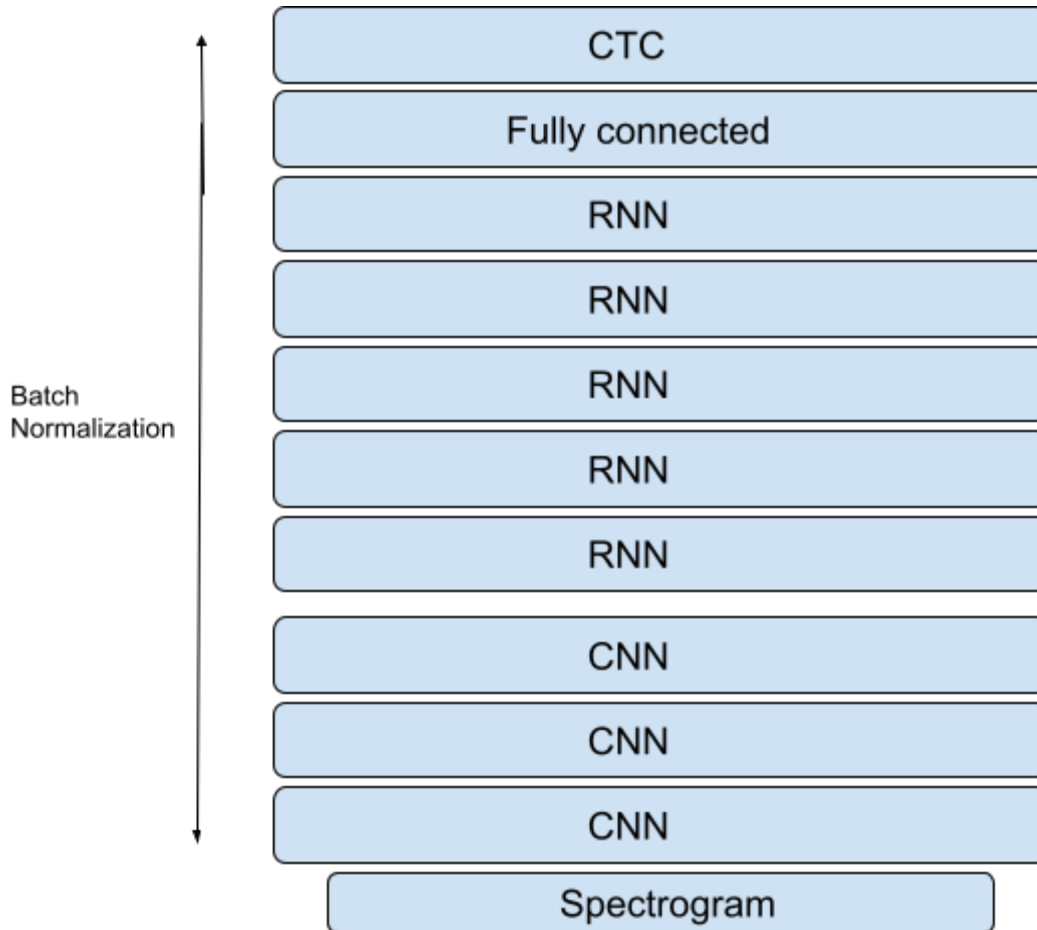 CTC
Fully connected
RNN
RNN
RNN
RNN
RNN
Batch
Normalization
CNN
CNN
CNN
Spectrogram